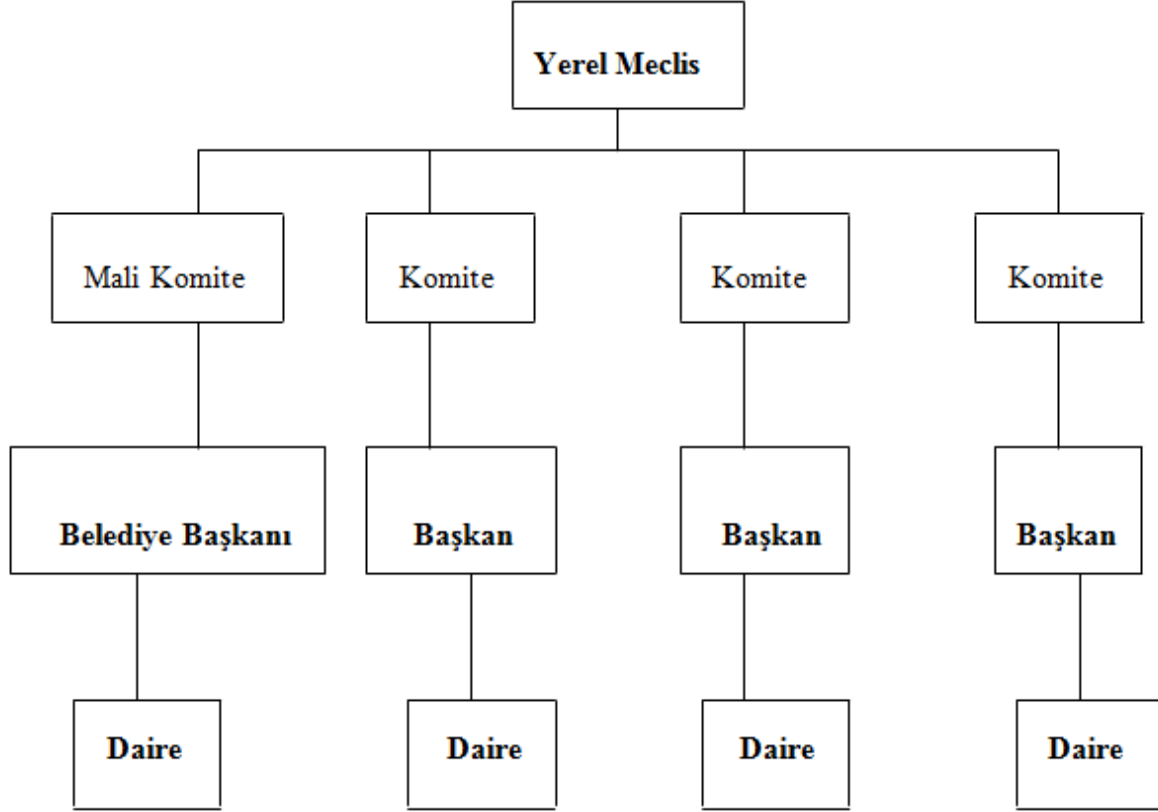 Yerel Meclis
Mali Komite
Komite
Komite
Komite
Belediye Başkanı
Başkan
Başkan
Başkan
Daire
Daire
Daire
Daire